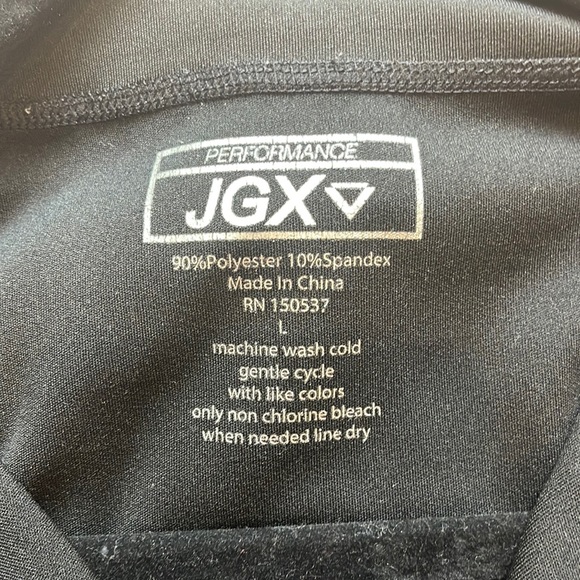 PERFORMANCE
JGX
90%Polyester 10%Spandex
Made In China
RN 150537
L
machine wash cold
gentle cycle
with like colors
only non chlorine bleach
when needed line dry